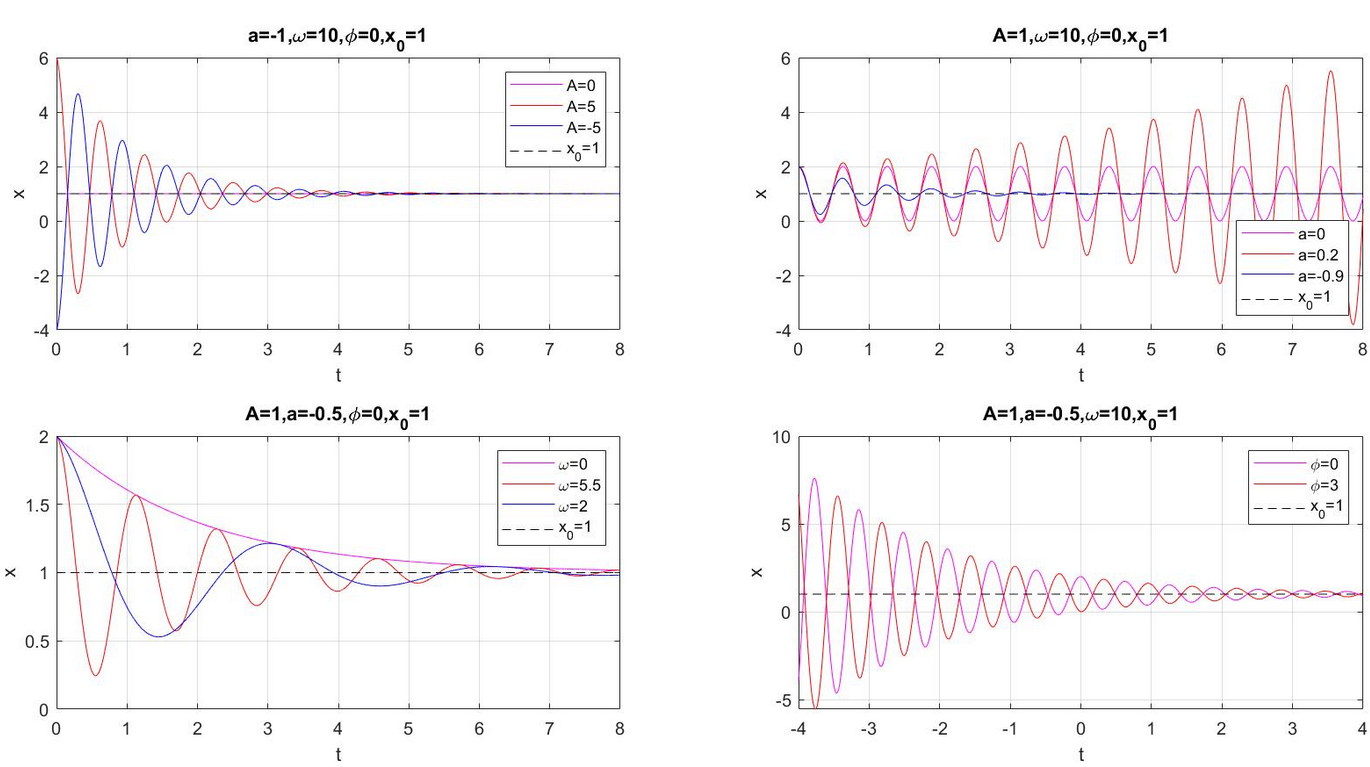 a=-1,ω=10,ϕ=0,x₀=1
6
4
2
0
-2
-4
x
0 1 2 3 4 5 6 7 8
t
A=0
A=5
A=-5
x₀=1
A=1,ω=10,ϕ=0,x₀=1
6
4
2
0
-2
-4
x
0 1 2 3 4 5 6 7 8
t
a=0
a=0.2
a=-0.9
x₀=1
A=1,a=-0.5,ϕ=0,x₀=1
2
1.5
1
0.5
0
x
0 1 2 3 4 5 6 7 8
t
ω=0
ω=5.5
ω=2
x₀=1
A=1,a=-0.5,ω=10,x₀=1
10
5
0
-5
x
-4 -3 -2 -1 0 1 2 3 4
t
ϕ=0
ϕ=3
x₀=1